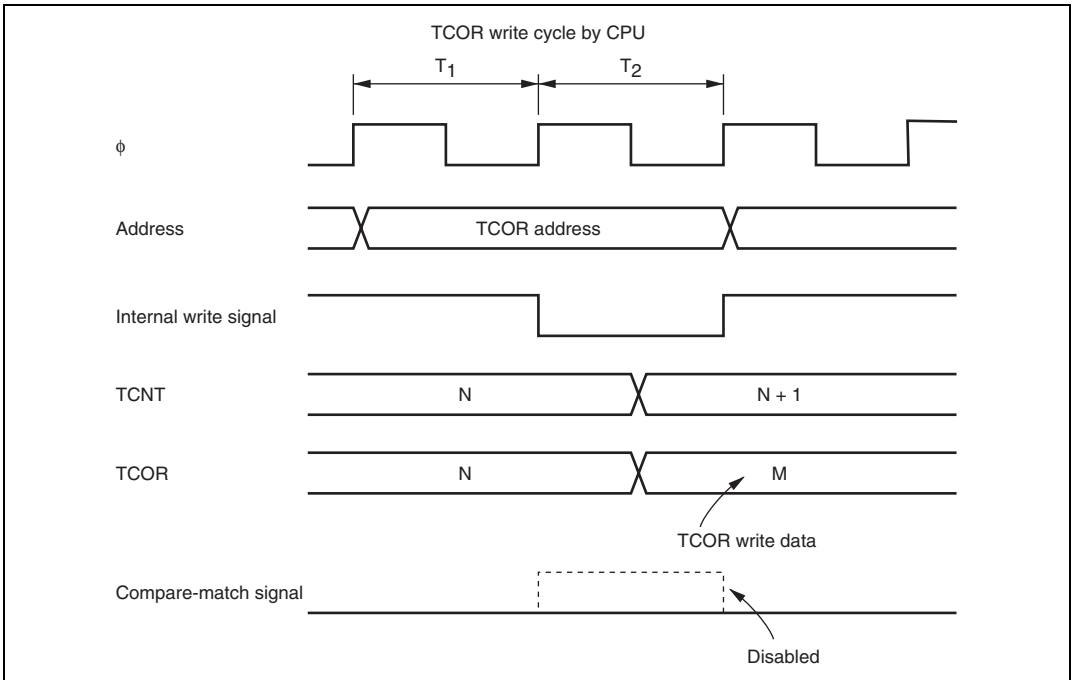 TCOR write cycle by CPU
T1 T2
φ
Address TCOR address
Internal write signal
TCNT N N + 1
TCOR N M
TCOR write data
Compare-match signal
Disabled